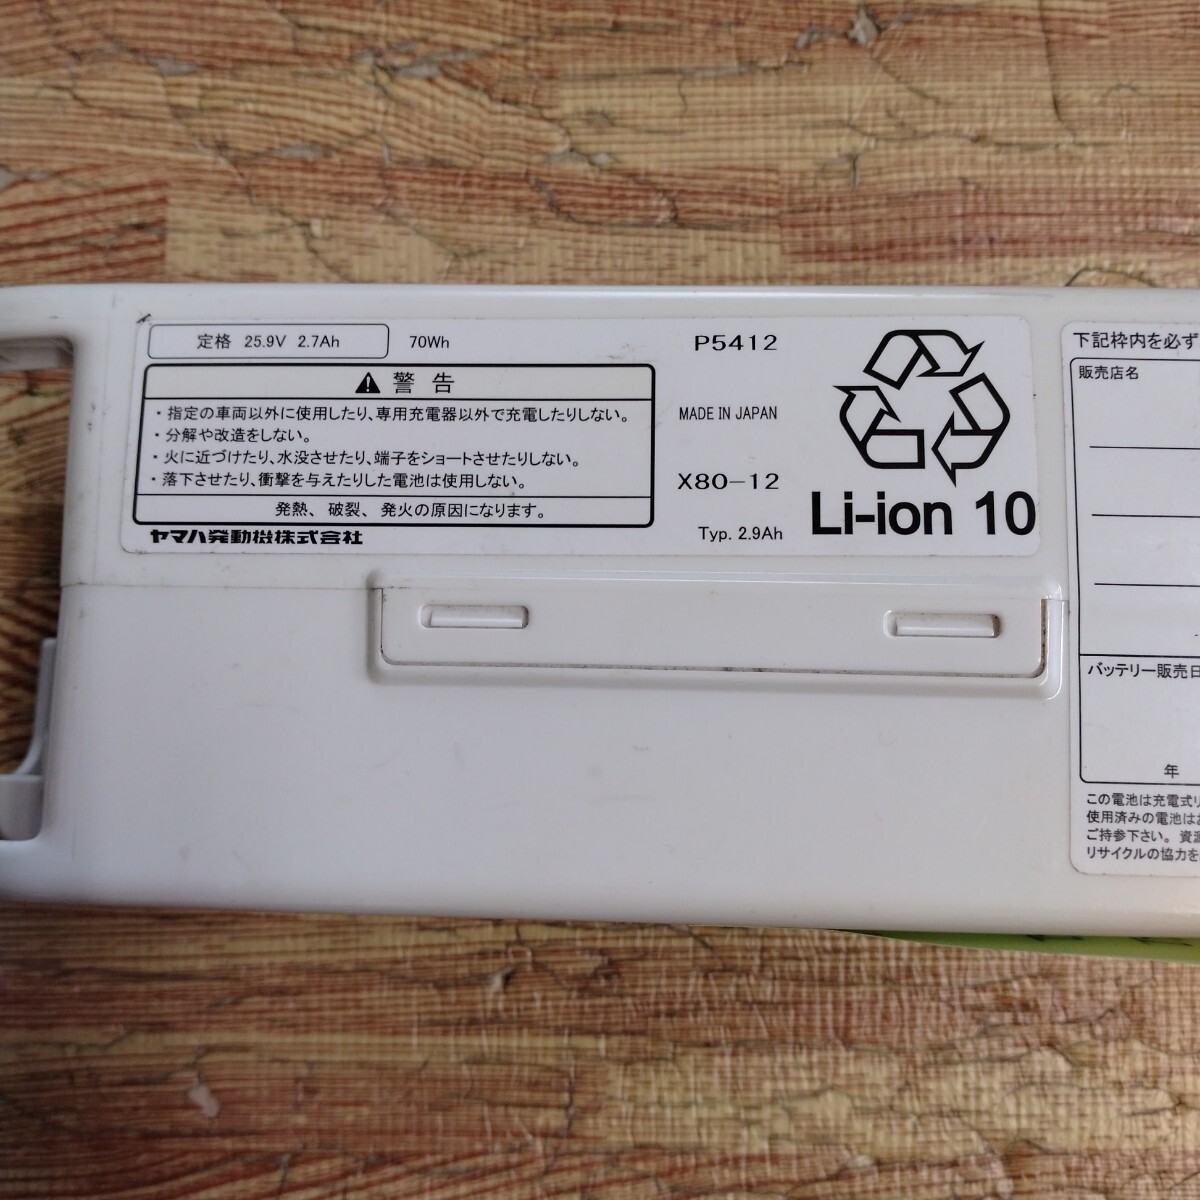 定格 25.9V 2.7Ah 70Wh
警告
・指定の車両以外に使用したり、専用充電器以外で充電したりしない。
・分解や改造をしない。
・火に近づけたり、水没させたり、端子をショートさせたりしない。
・落下させたり、衝撃を与えたりした電池は使用しない。
発熱、破裂、発火の原因になります。
ヤマハ発動機株式会社
P5412
MADE IN JAPAN
X80-12
Typ. 2.9Ah
Li-ion 10
下記枠内を必ず
販売店名
バッテリー販売日
年
この電池は充電式リ
使用済みの電池はお
ご持参下さい。資源
リサイクルの協力を